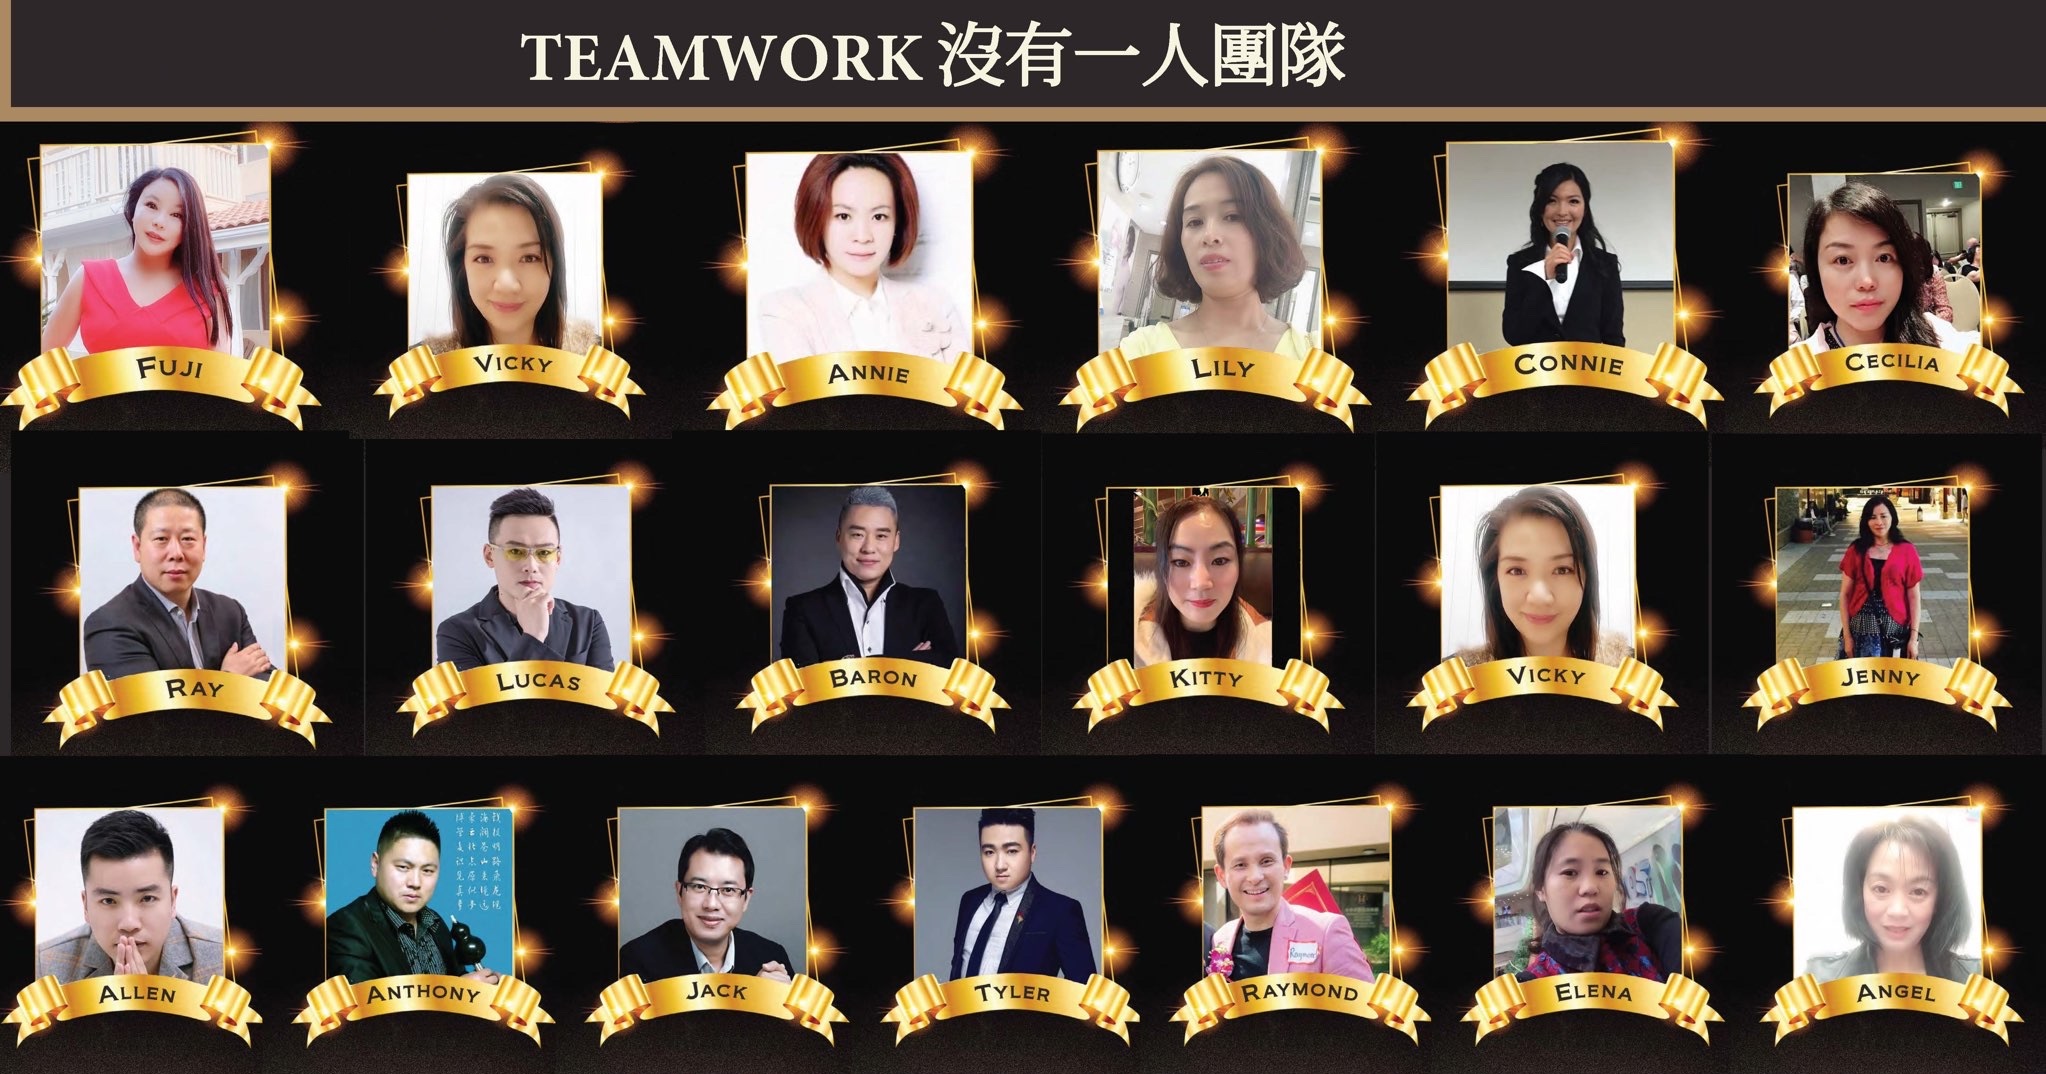 TEAMWORK 沒有一人團隊
FUJI
VICKY
ANNIE
LILY
CONNIE
CECILIA
RAY
LUCAS
BARON
KITTY
VICKY
JENNY
ALLEN
ANTHONY
JACK
TYLER
RAYMOND
ELENA
ANGEL